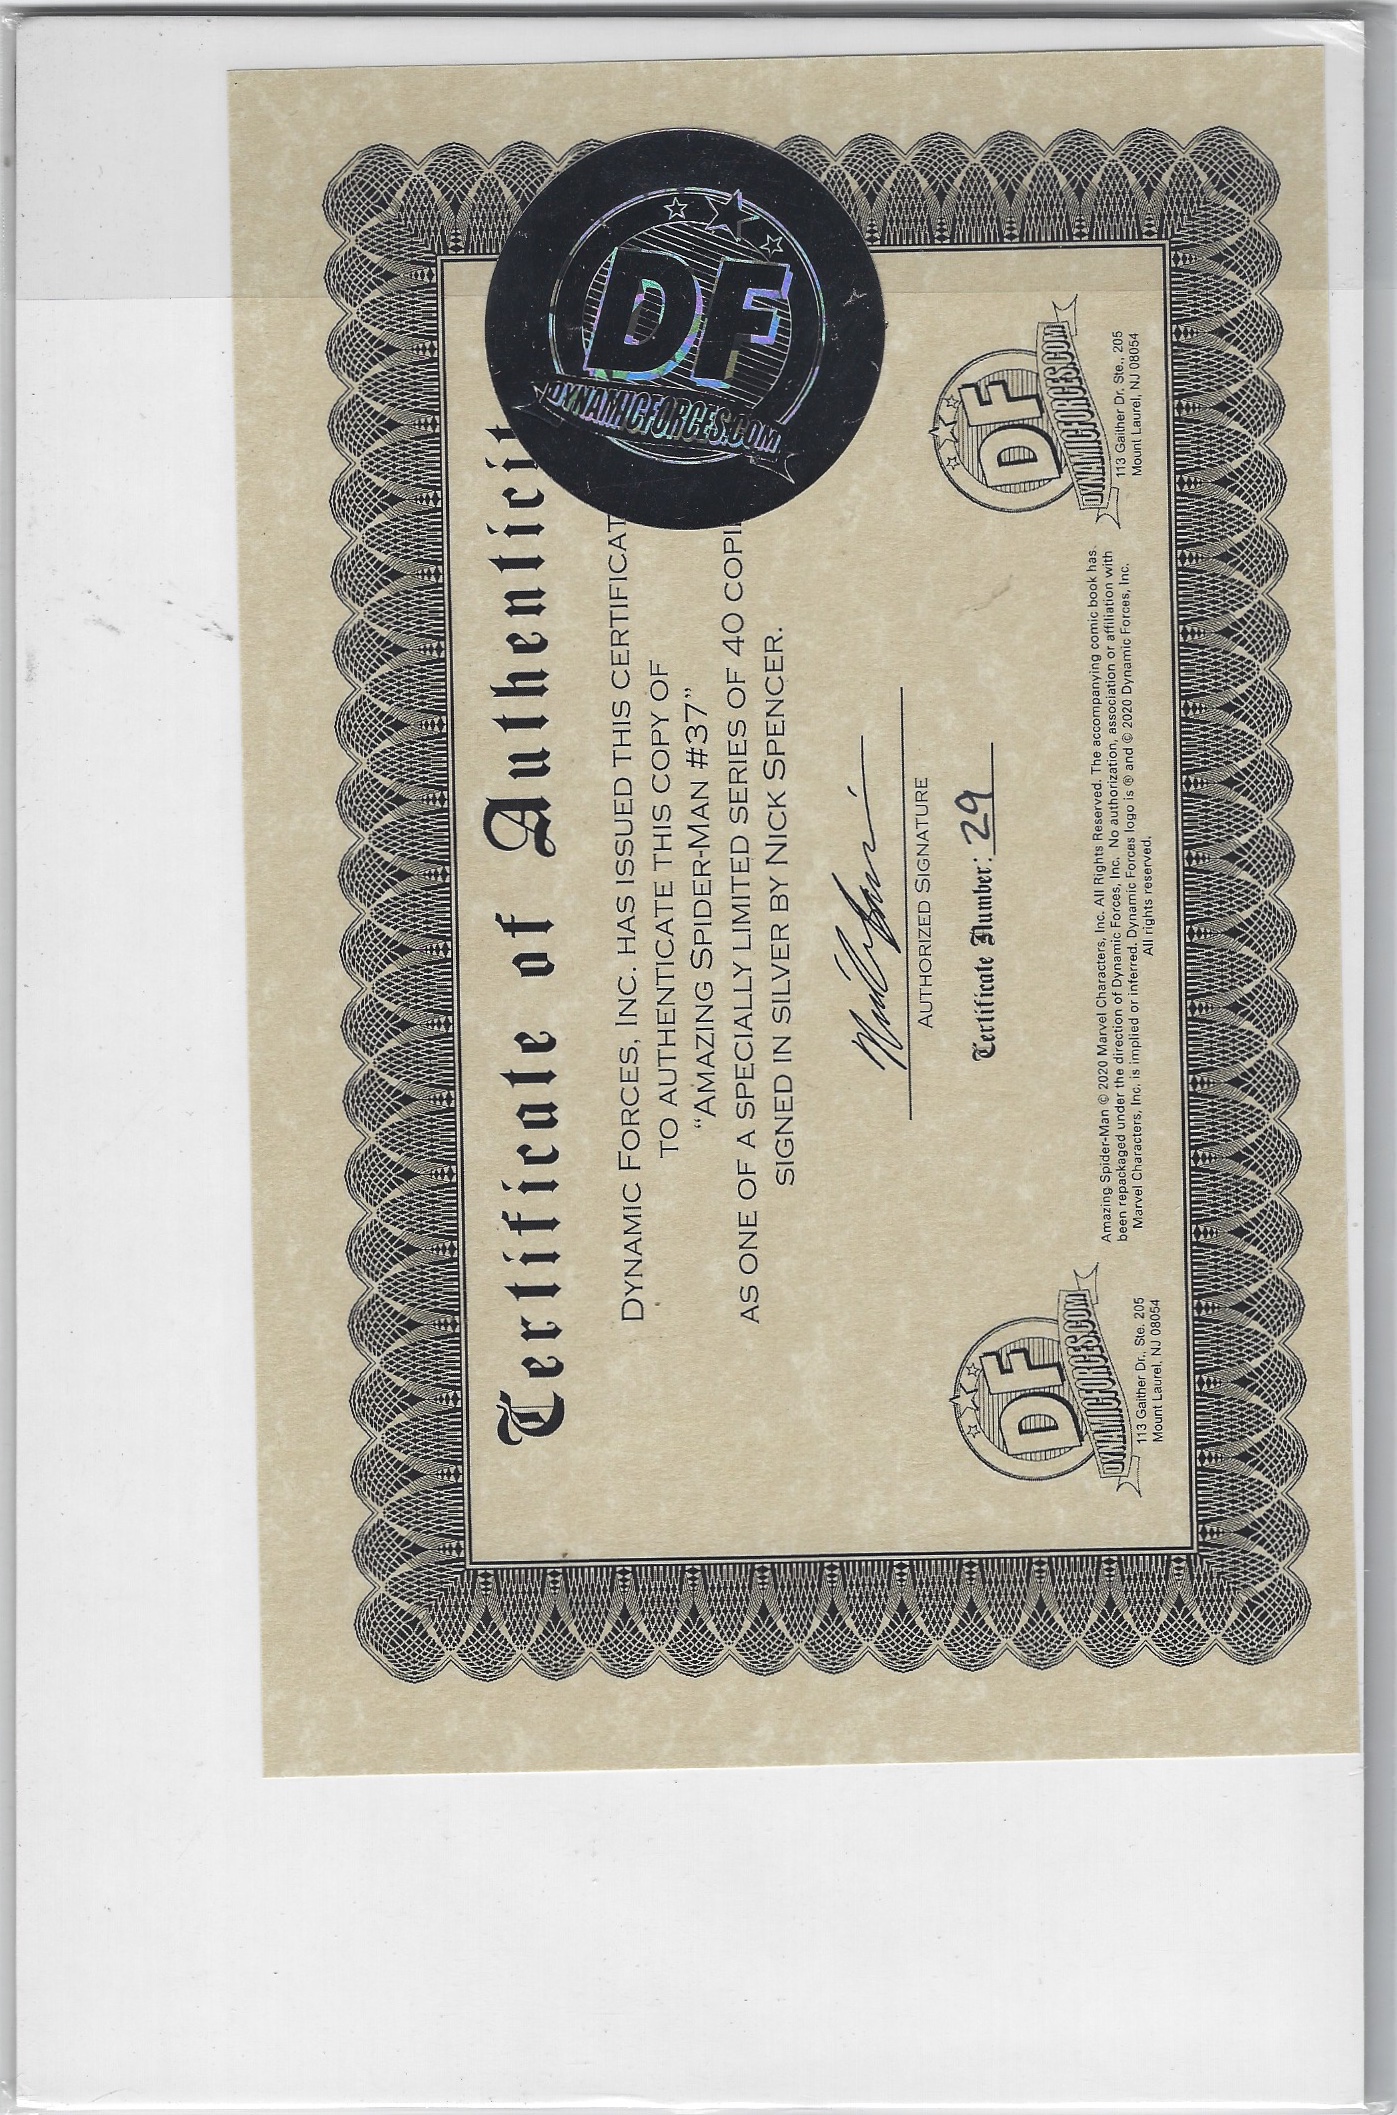 Certificate of Authenticit
DYNAMIC FORCES, INC. HAS ISSUED THIS CERTIFICAT
TO AUTHENTICATE THIS COPY OF
“AMAZING SPIDER-MAN #37”
AS ONE OF A SPECIALLY LIMITED SERIES OF 40 COPI
SIGNED IN SILVER BY NICK SPENCER.
DF
DYNAMICFORCES.COM
AUTHORIZED SIGNATURE
Certificate Number: 29
DF
DYNAMICFORCES.COM
113 Gaither Dr., Ste. 205
Mount Laurel, NJ 08054
Amazing Spider-Man © 2020 Marvel Characters, Inc. All Rights Reserved. The accompanying comic book has
been repackaged under the direction of Dynamic Forces, Inc. No authorization, association or affiliation with
Marvel Characters, Inc. is implied or inferred. Dynamic Forces logo is ® and © 2020 Dynamic Forces, Inc.
All rights reserved.
DF
DYNAMICFORCES.COM
113 Gaither Dr. Ste., 205
Mount Laurel, NJ 08054